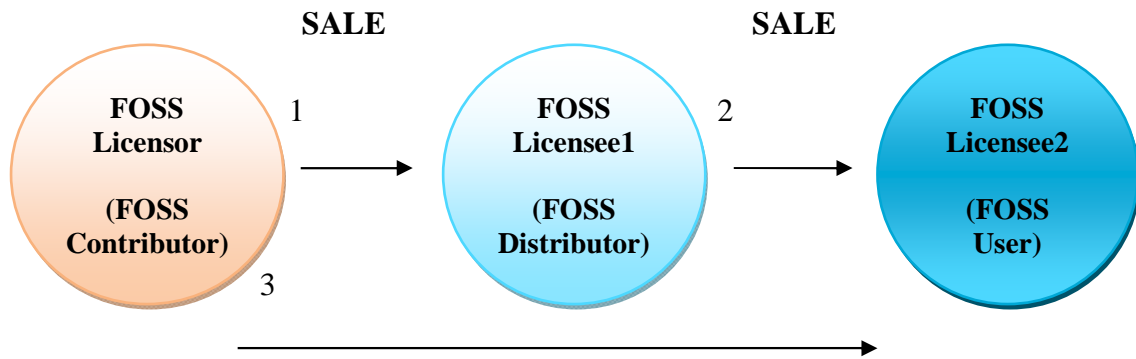 SALE
SALE
FOSS
Licensor
(FOSS
Contributor)
1
FOSS
Licensee1
(FOSS
Distributor)
2
FOSS
Licensee2
(FOSS
User)
3